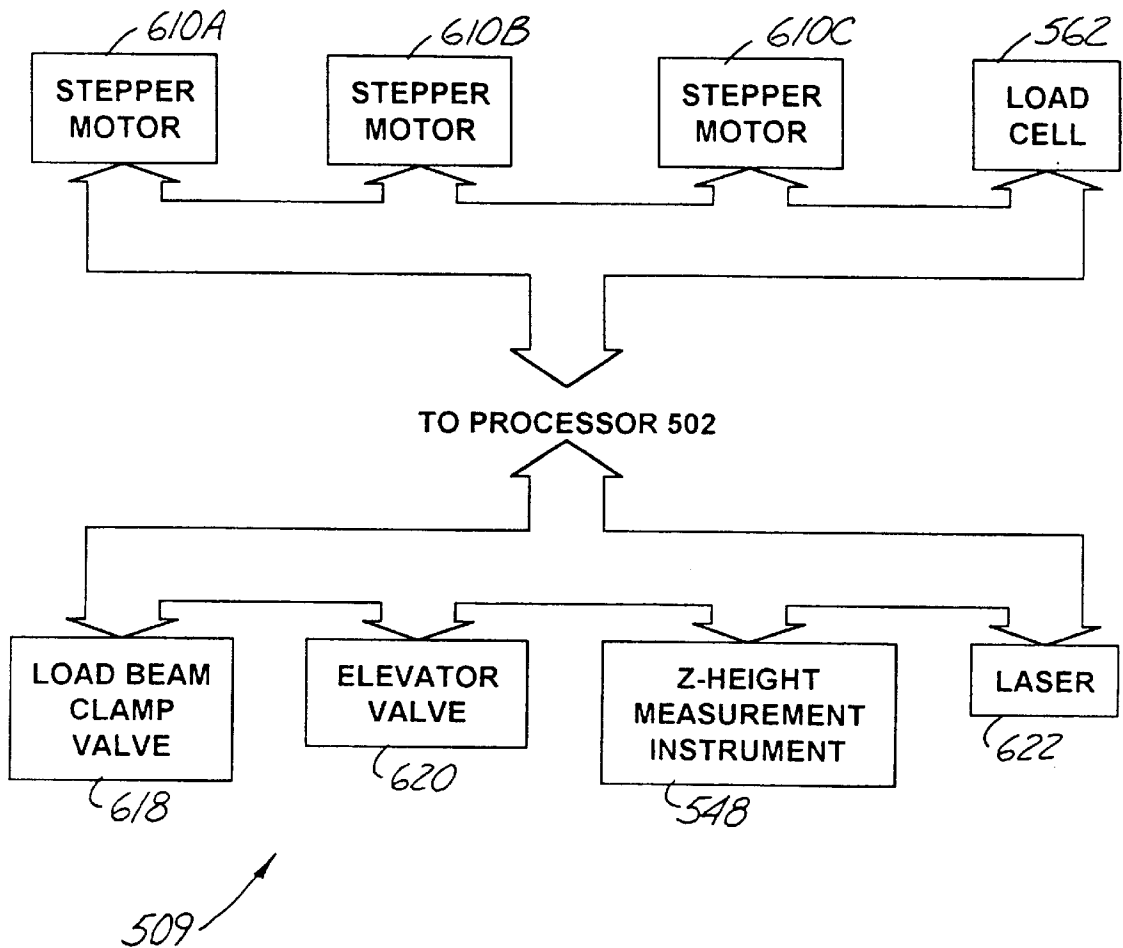 610A 610B 610C 562
STEPPER MOTOR
STEPPER MOTOR
STEPPER MOTOR
LOAD CELL
TO PROCESSOR 502
LOAD BEAM
CLAMP
VALVE
ELEVATOR
VALVE
Z-HEIGHT
MEASUREMENT
INSTRUMENT
LASER
618
620
548
622
509